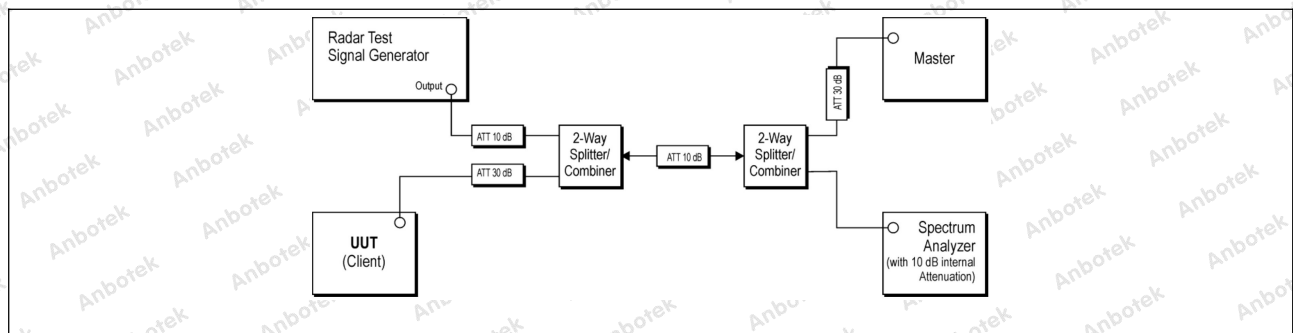 Radar Test
Signal Generator
Output
ATT 10 dB
ATT 30 dB
UUT
(Client)
2-Way
Splitter/
Combiner
ATT 10 dB
2-Way
Splitter/
Combiner
ATT 30 dB
Master
Spectrum
Analyzer
(with 10 dB internal
Attenuation)
Anbotek